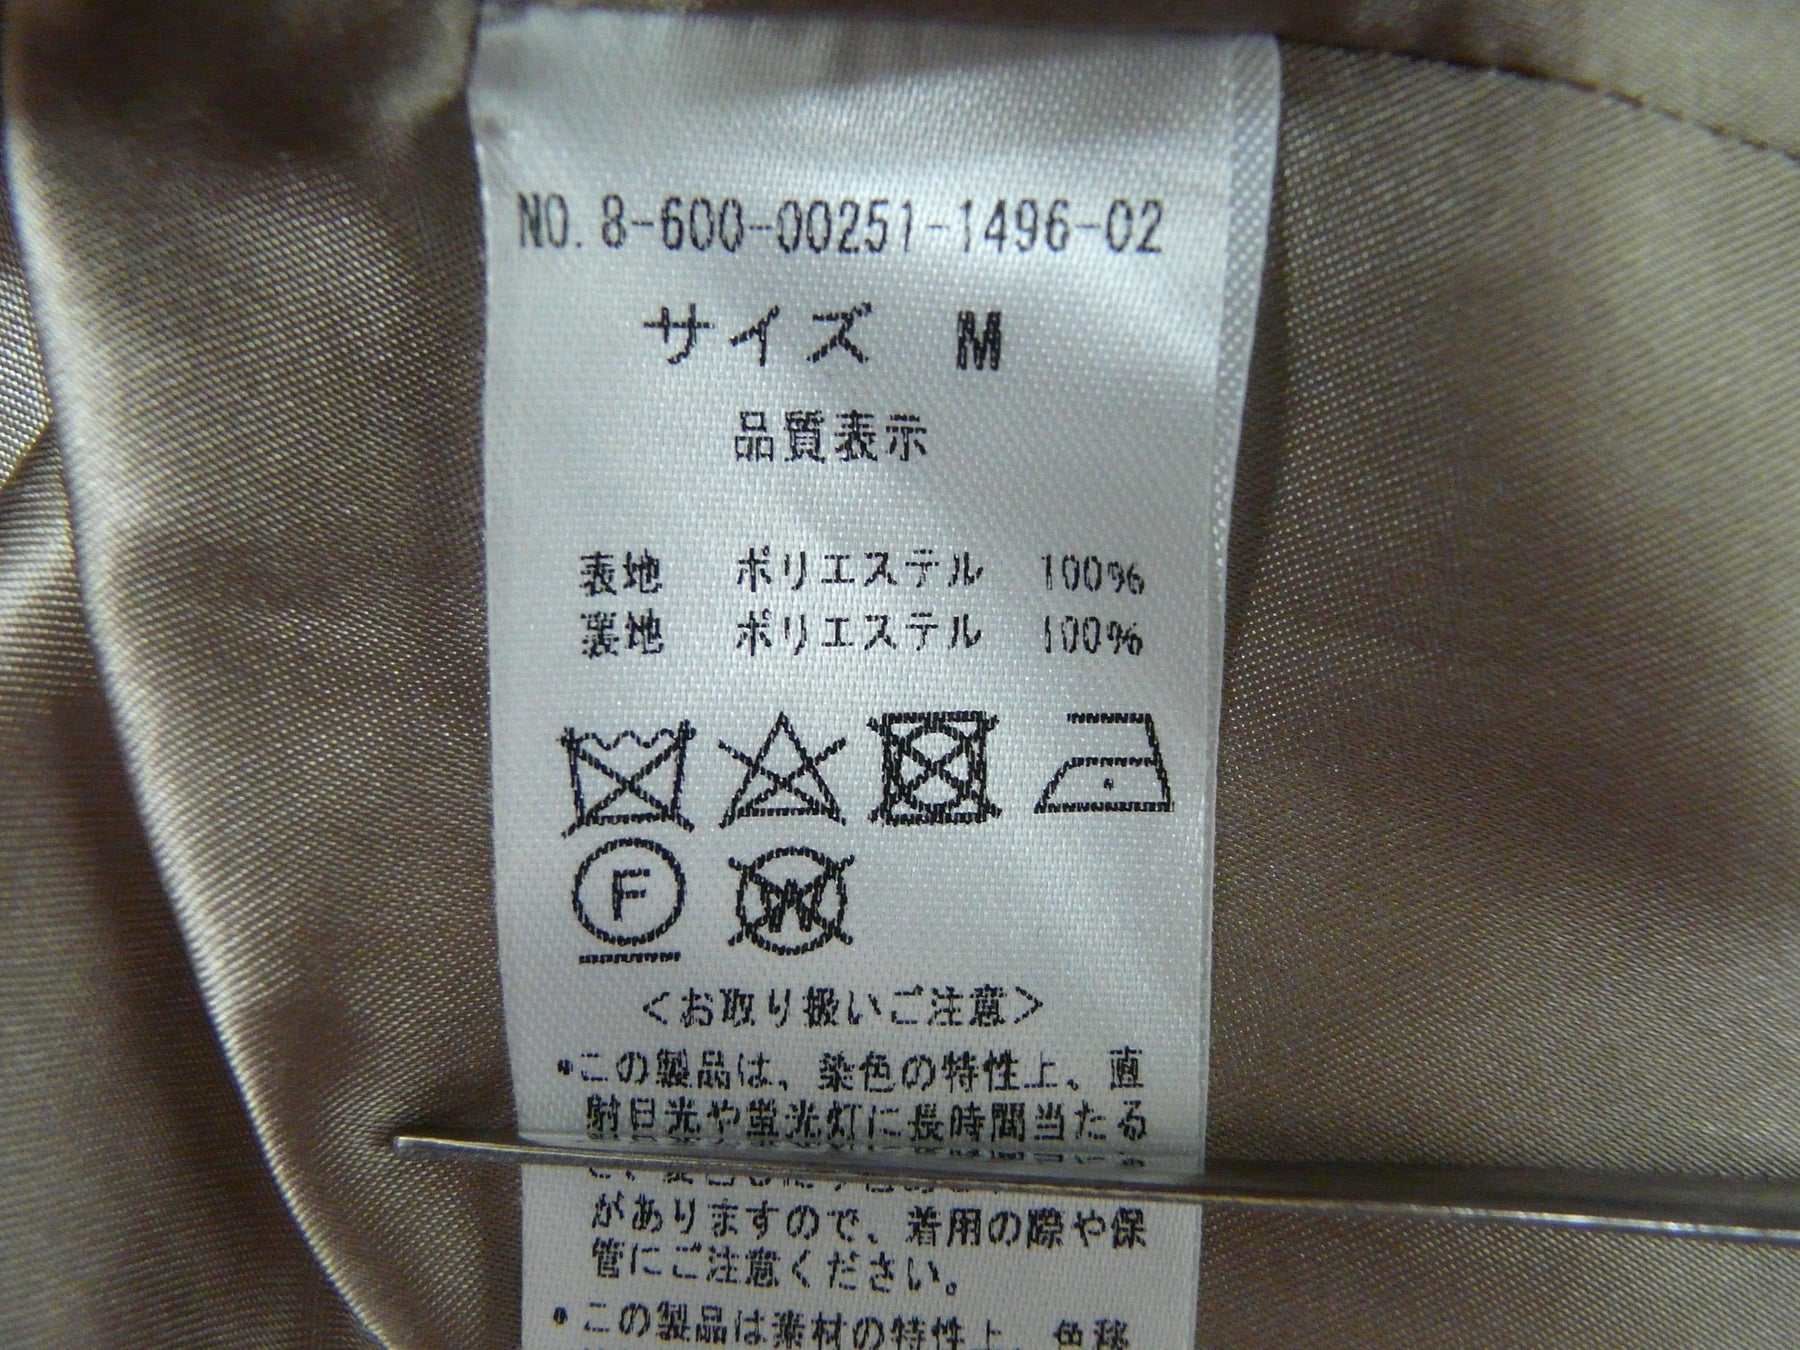 NO. 8-600-00251-1496-02
サイズ M
品質表示
表地 ポリエステル 100%
裏地 ポリエステル 100%
F
W
<お取り扱いご注意>
•この製品は、染色の特性上、直
射日光や蛍光灯に長時間当たる
がありますので、着用の際や保
管にご注意ください。
•この製品は素材の特性上、色移